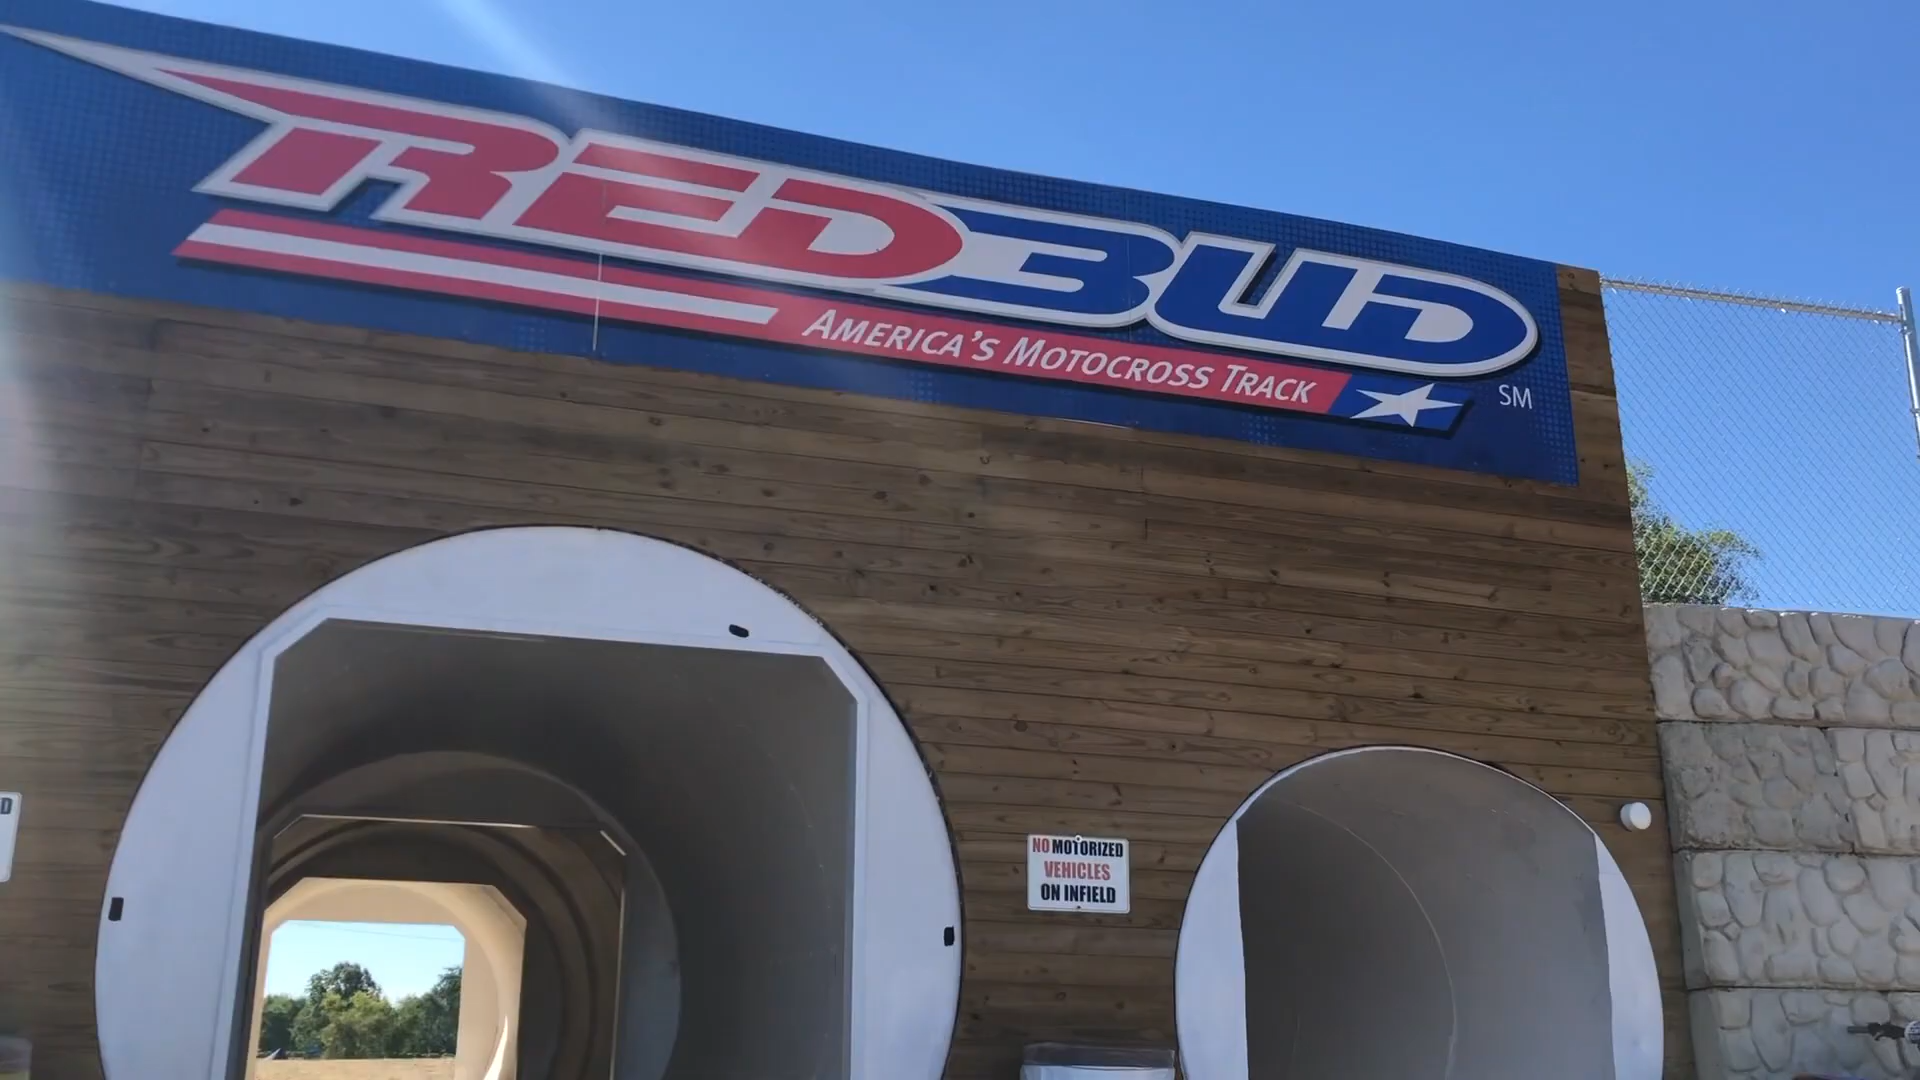 REDBUD
AMERICA'S MOTOCROSS TRACK
SM
NO MOTORIZED
VEHICLES
ON INFIELD
D